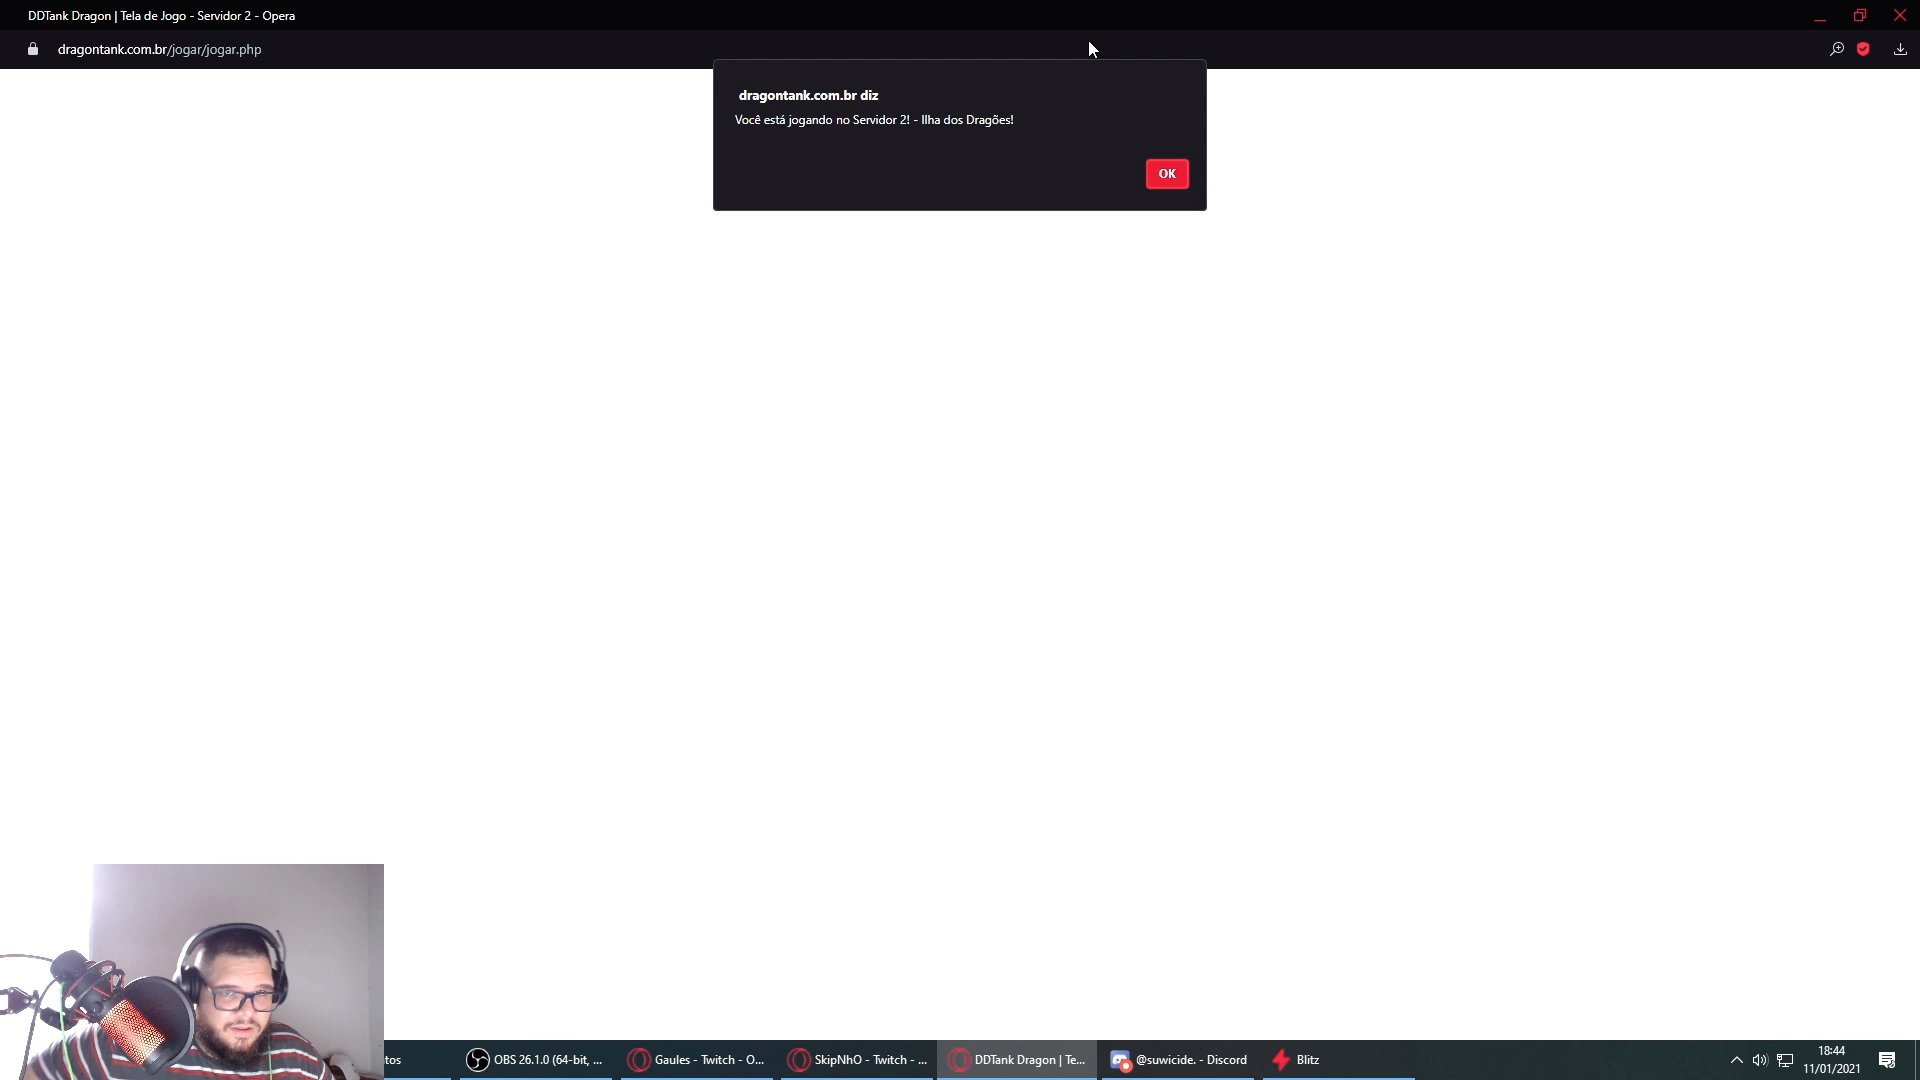 DDTank Dragon | Tela de Jogo - Servidor 2 - Opera
dragontank.com.br/jogar/jogar.php
dragontank.com.br diz
Você está jogando no Servidor 2! - Ilha dos Dragões!
OK
tos
OBS 26.1.0 (64-bit, ...
Gaules - Twitch - O...
SkipNhO - Twitch - ...
DDTank Dragon | Te...
@suwicide. - Discord
Blitz
18:44
11/01/2021